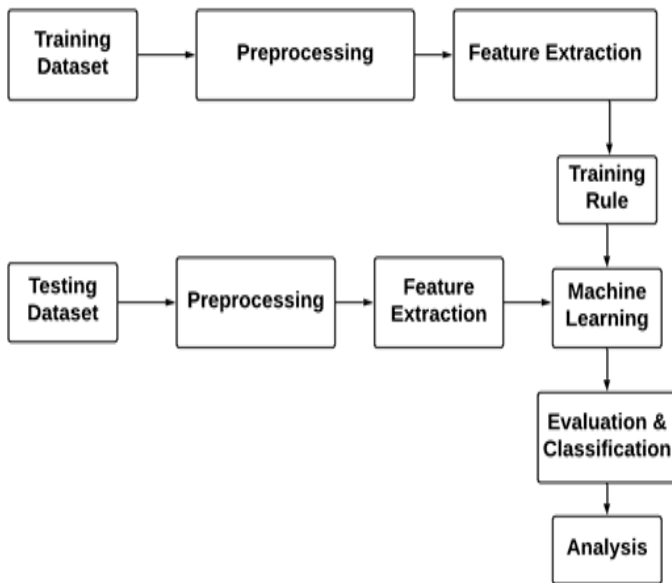 Training
Dataset
Preprocessing
Feature Extraction
Training
Rule
Testing
Dataset
Preprocessing
Feature
Extraction
Machine
Learning
Evaluation &
Classification
Analysis